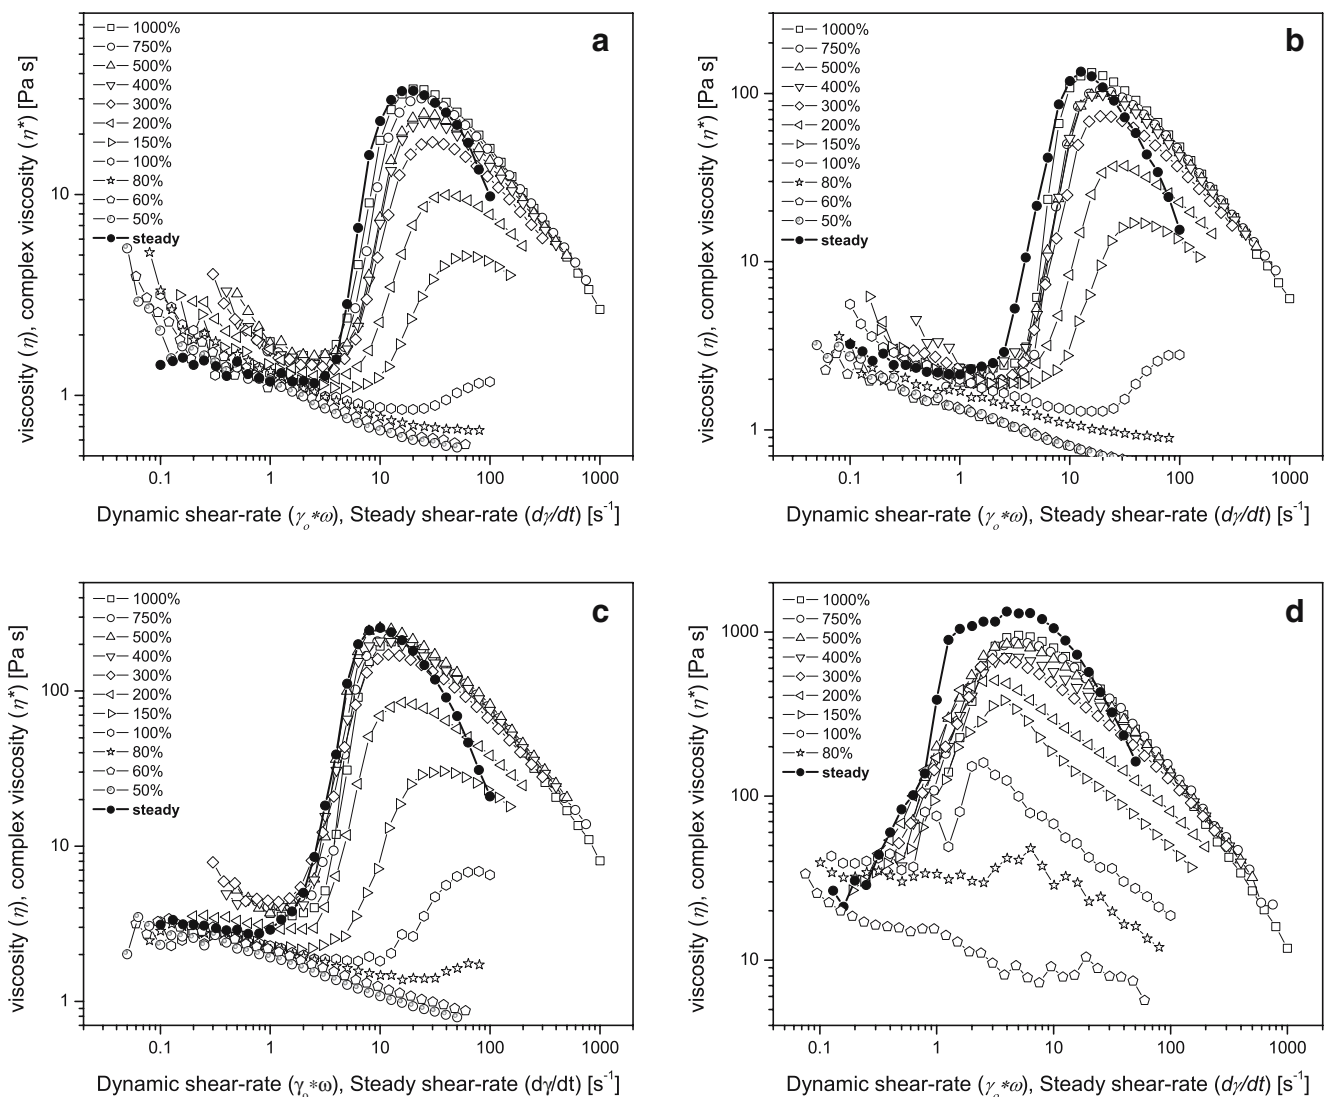 a
1000%
750%
500%
400%
300%
200%
150%
100%
80%
60%
50%
steady
10
1
0.1 1 10 100 1000
viscosity (η), complex viscosity (η*) [Pa s]
Dynamic shear-rate (γo*ω), Steady shear-rate (dγ/dt) [s-1]
b
1000%
750%
500%
400%
300%
200%
150%
100%
80%
60%
50%
steady
100
10
1
0.1 1 10 100 1000
viscosity (η), complex viscosity (η*) [Pa s]
Dynamic shear-rate (γo*ω), Steady shear-rate (dγ/dt) [s-1]
c
1000%
750%
500%
400%
300%
200%
150%
100%
80%
60%
50%
steady
100
10
1
0.1 1 10 100 1000
viscosity (η), complex viscosity (η*) [Pa s]
Dynamic shear-rate (γo*ω), Steady shear-rate (dγ/dt) [s-1]
d
1000%
750%
500%
400%
300%
200%
150%
100%
80%
steady
1000
100
10
0.1 1 10 100 1000
viscosity (η), complex viscosity (η*) [Pa s]
Dynamic shear-rate (γo*ω), Steady shear-rate (dγ/dt) [s-1]